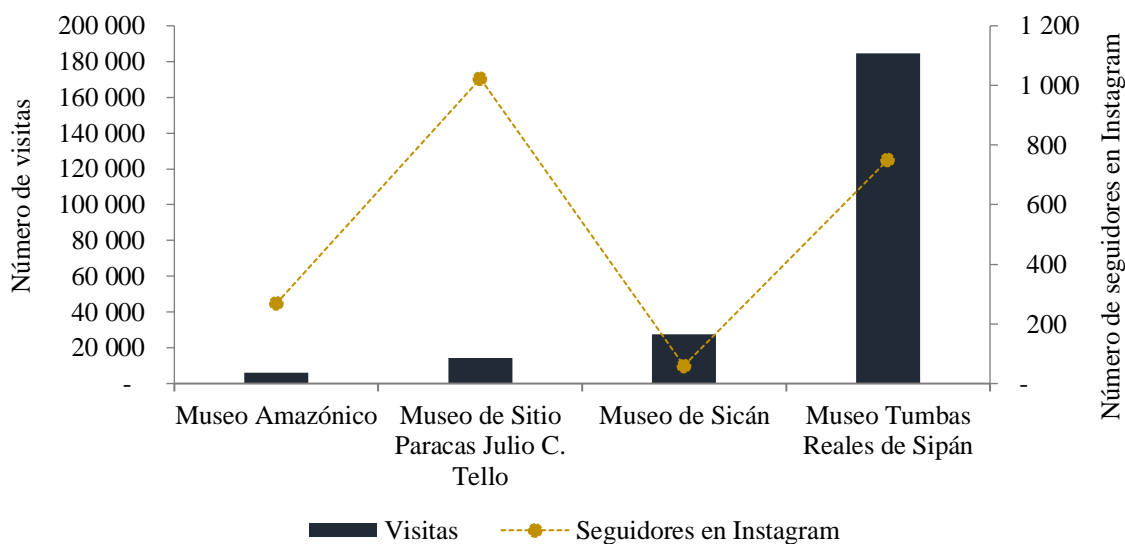 Número de visitas
200 000
180 000
160 000
140 000
120 000
100 000
80 000
60 000
40 000
20 000
-
1 200
1 000
800
600
400
200
-
Número de seguidores en Instagram
Museo Amazónico
Museo de Sitio
Paracas Julio C.
Tello
Museo de Sicán
Museo Tumbas
Reales de Sipán
Visitas
Seguidores en Instagram